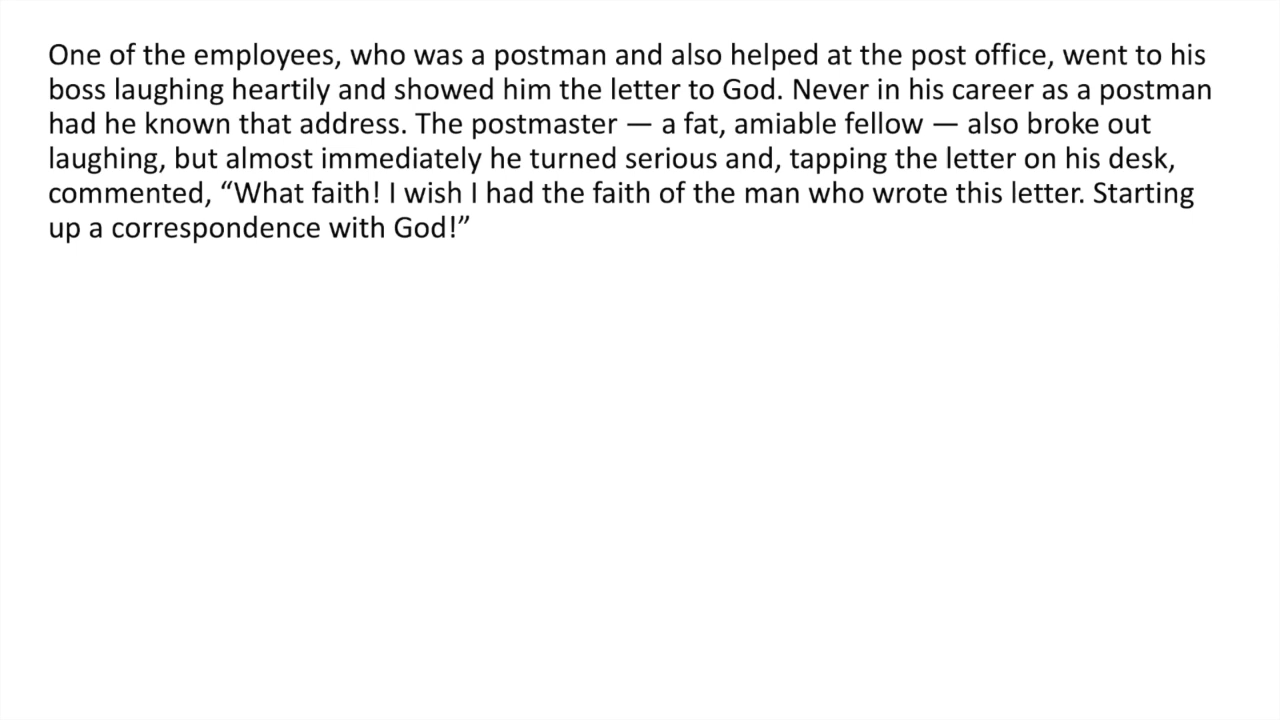 One of the employees, who was a postman and also helped at the post office, went to his
boss laughing heartily and showed him the letter to God. Never in his career as a postman
had he known that address. The postmaster — a fat, amiable fellow — also broke out
laughing, but almost immediately he turned serious and, tapping the letter on his desk,
commented, “What faith! I wish I had the faith of the man who wrote this letter. Starting
up a correspondence with God!”